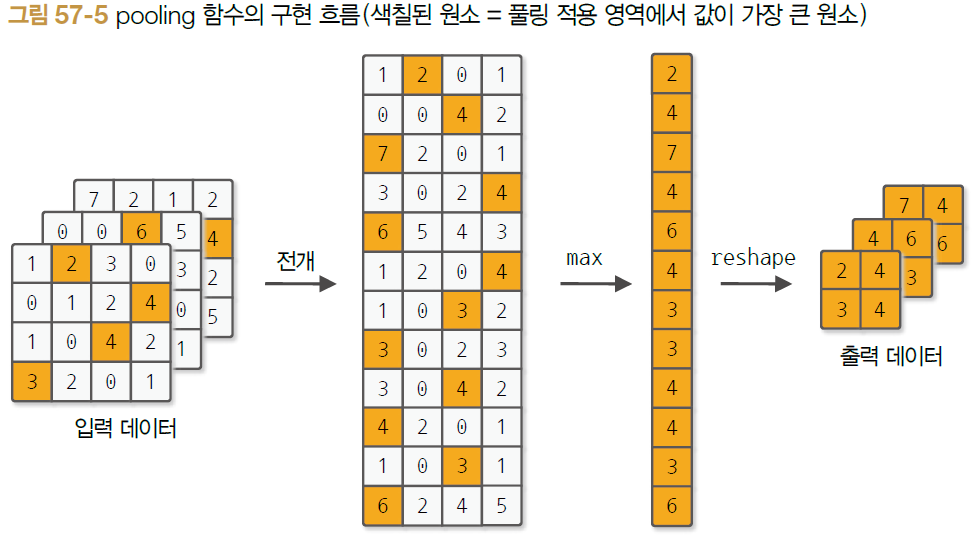 그림 57-5 pooling 함수의 구현 흐름(색칠된 원소 = 풀링 적용 영역에서 값이 가장 큰 원소)
7 2 1 2
4
2
5
0 0 6 5
3
0
1
1 2 3 0
0 1 2 4
1 0 4 2
3 2 0 1
입력 데이터
전개
1 2 0 1
0 0 4 2
7 2 0 1
3 0 2 4
6 5 4 3
1 2 0 4
1 0 3 2
3 0 2 3
3 0 4 2
4 2 0 1
1 0 3 1
6 2 4 5
max
2
4
7
4
6
4
3
3
4
4
3
6
reshape
7 4
6
4 6
3
2 4
3 4
출력 데이터